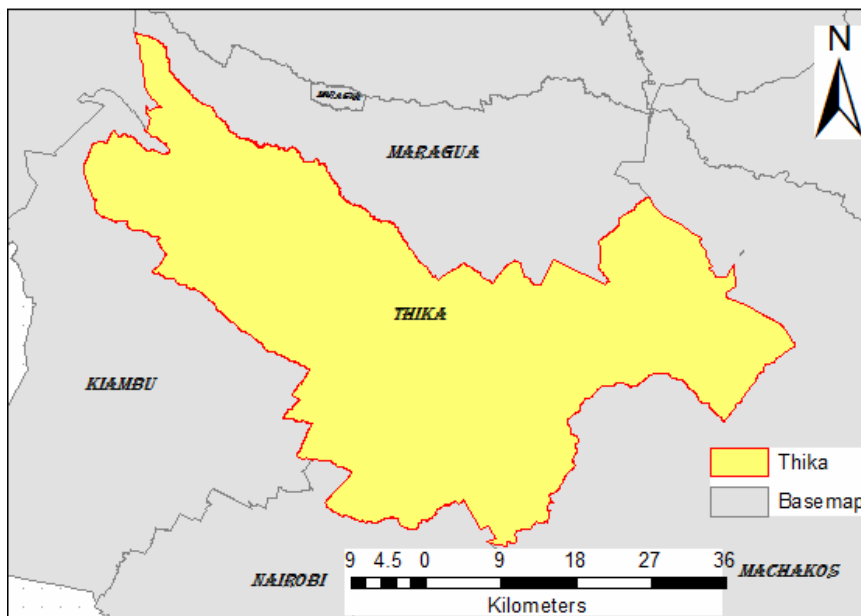 N
MARAGUA
THIKA
KIAMBU
Thika
Basemap
9 4.5 0 9 18 27 36
NAIROBI
MACHAKOS
Kilometers